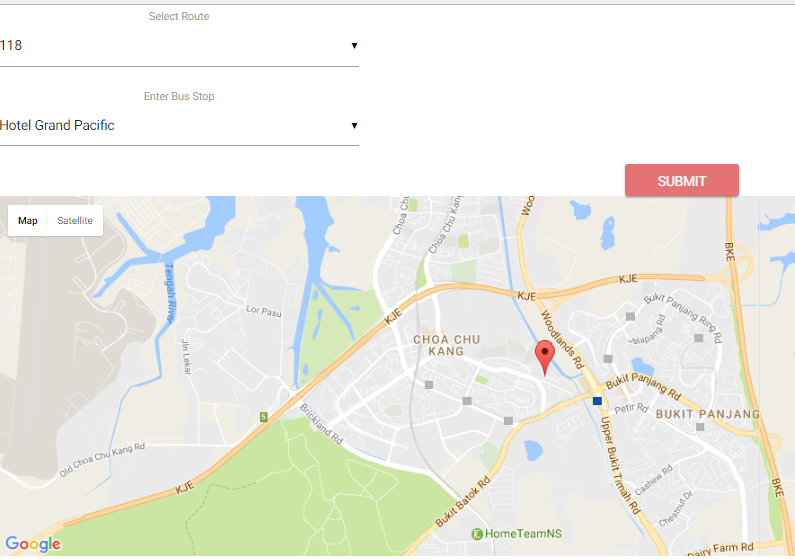 Select Route
118
Enter Bus Stop
Hotel Grand Pacific
SUBMIT
Map
Satellite
Choa Chu
Choa Chu Kang
Woo
BKE
Tengah River
KJE
KJE
Lor Pasu
KJE
Bukit Panjang Ring Rd
Woodlands Rd
Jelapang Rd
Jln Lekar
CHOA CHU
KANG
Bukit Panjang Rd
Petir Rd
BUKIT PANJANG
5
Brickland Rd
Upper Bukit Timah Rd
Old Choa Chu Kang Rd
KJE
Bukit Batok Rd
Cashew Rd
Chestnut Dr
BKE
HomeTeamNS
Dairy Farm Rd
Google